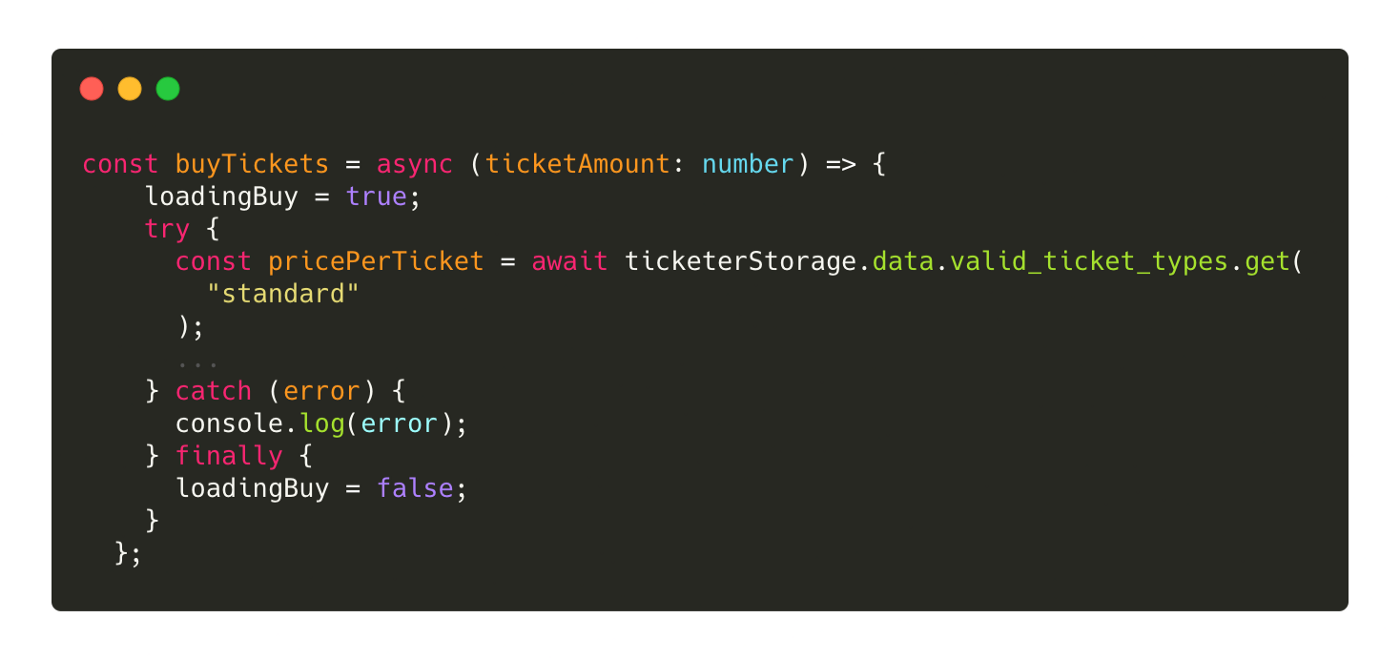 const buyTickets = async (ticketAmount: number) => {
    loadingBuy = true;
    try {
      const pricePerTicket = await ticketerStorage.data.valid_ticket_types.get(
        "standard"
      );
      ...
    } catch (error) {
      console.log(error);
    } finally {
      loadingBuy = false;
    }
  };